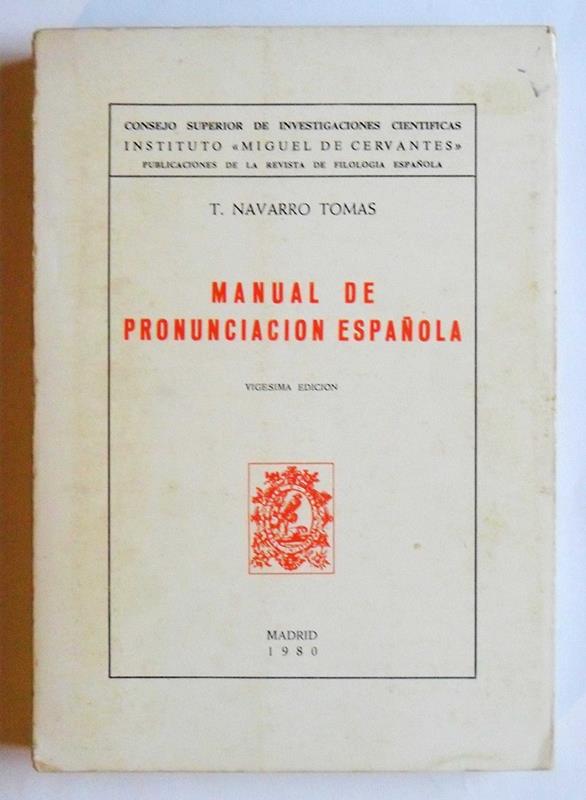 CONSEJO SUPERIOR DE INVESTIGACIONES CIENTIFICAS
INSTITUTO «MIGUEL DE CERVANTES»
PUBLICACIONES DE LA REVISTA DE FILOLOGIA ESPAÑOLA
T. NAVARRO TOMAS
MANUAL DE
PRONUNCIACION ESPAÑOLA
VIGESIMA EDICION
MADRID
1980